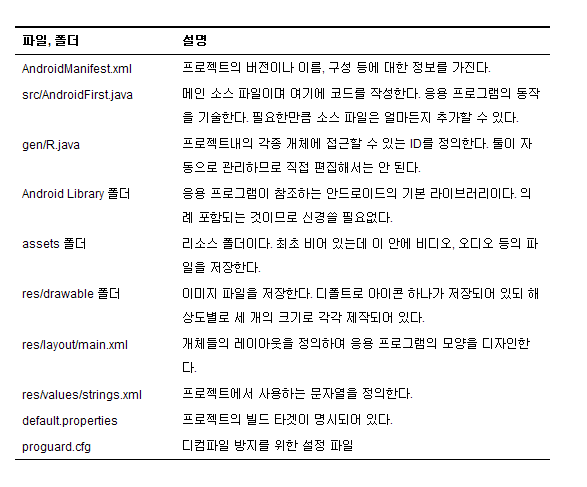 파일, 폴더 설명
AndroidManifest.xml 프로젝트의 버전이나 이름, 구성 등에 대한 정보를 가진다.
src/AndroidFirst.java 메인 소스 파일이며 여기에 코드를 작성한다. 응용 프로그램의 동작
을 기술한다. 필요한만큼 소스 파일은 얼마든지 추가할 수 있다.
gen/R.java 프로젝트내의 각종 개체에 접근할 수 있는 ID를 정의한다. 툴이 자
동으로 관리하므로 직접 편집해서는 안 된다.
Android Library 폴더 응용 프로그램이 참조하는 안드로이드의 기본 라이브러리이다. 의
례 포함되는 것이므로 신경쓸 필요없다.
assets 폴더 리소스 폴더이다. 최초 비어 있는데 이 안에 비디오, 오디오 등의 파
일을 저장한다.
res/drawable 폴더 이미지 파일을 저장한다. 디폴트로 아이콘 하나가 저장되어 있되 해
상도별로 세 개의 크기로 각각 제작되어 있다.
res/layout/main.xml 개체들의 레이아웃을 정의하여 응용 프로그램의 모양을 디자인한
다.
res/values/strings.xml 프로젝트에서 사용하는 문자열을 정의한다.
default.properties 프로젝트의 빌드 타겟이 명시되어 있다.
proguard.cfg 디컴파일 방지를 위한 설정 파일